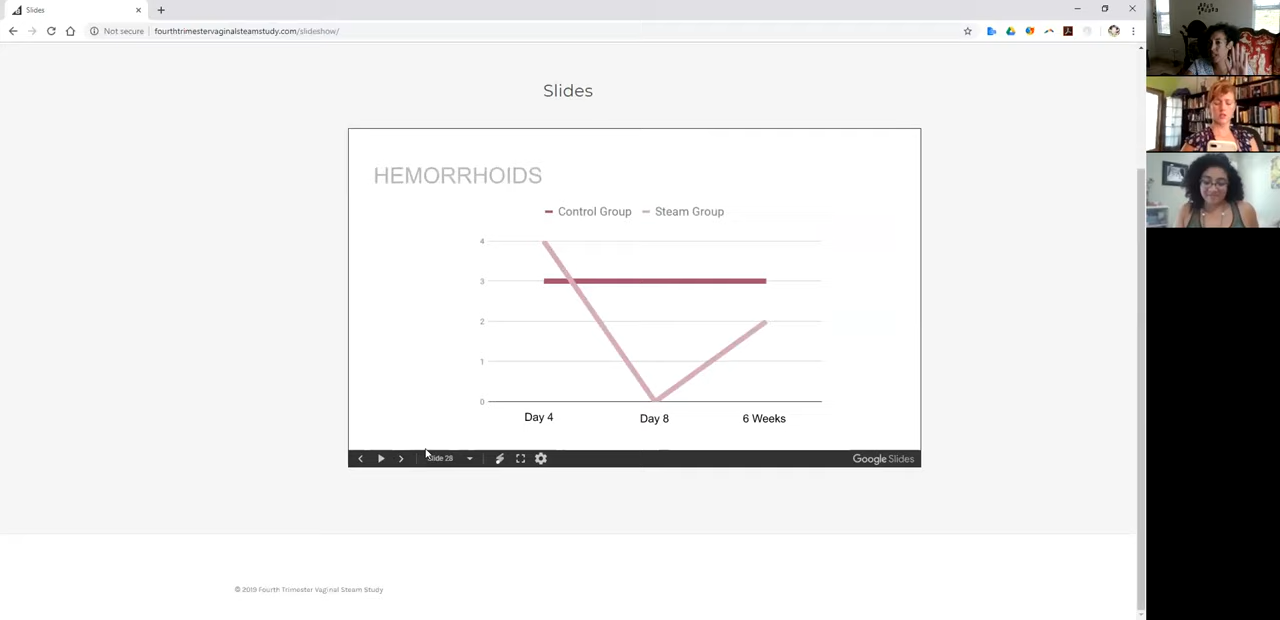 Slides
Not secure | fourthtrimestervaginalsteamstudy.com/slideshow/
Slides
HEMORRHOIDS
Control Group Steam Group
4
3
2
1
0
Day 4 Day 8 6 Weeks
Slide 28
Google Slides
© 2019 Fourth Trimester Vaginal Steam Study